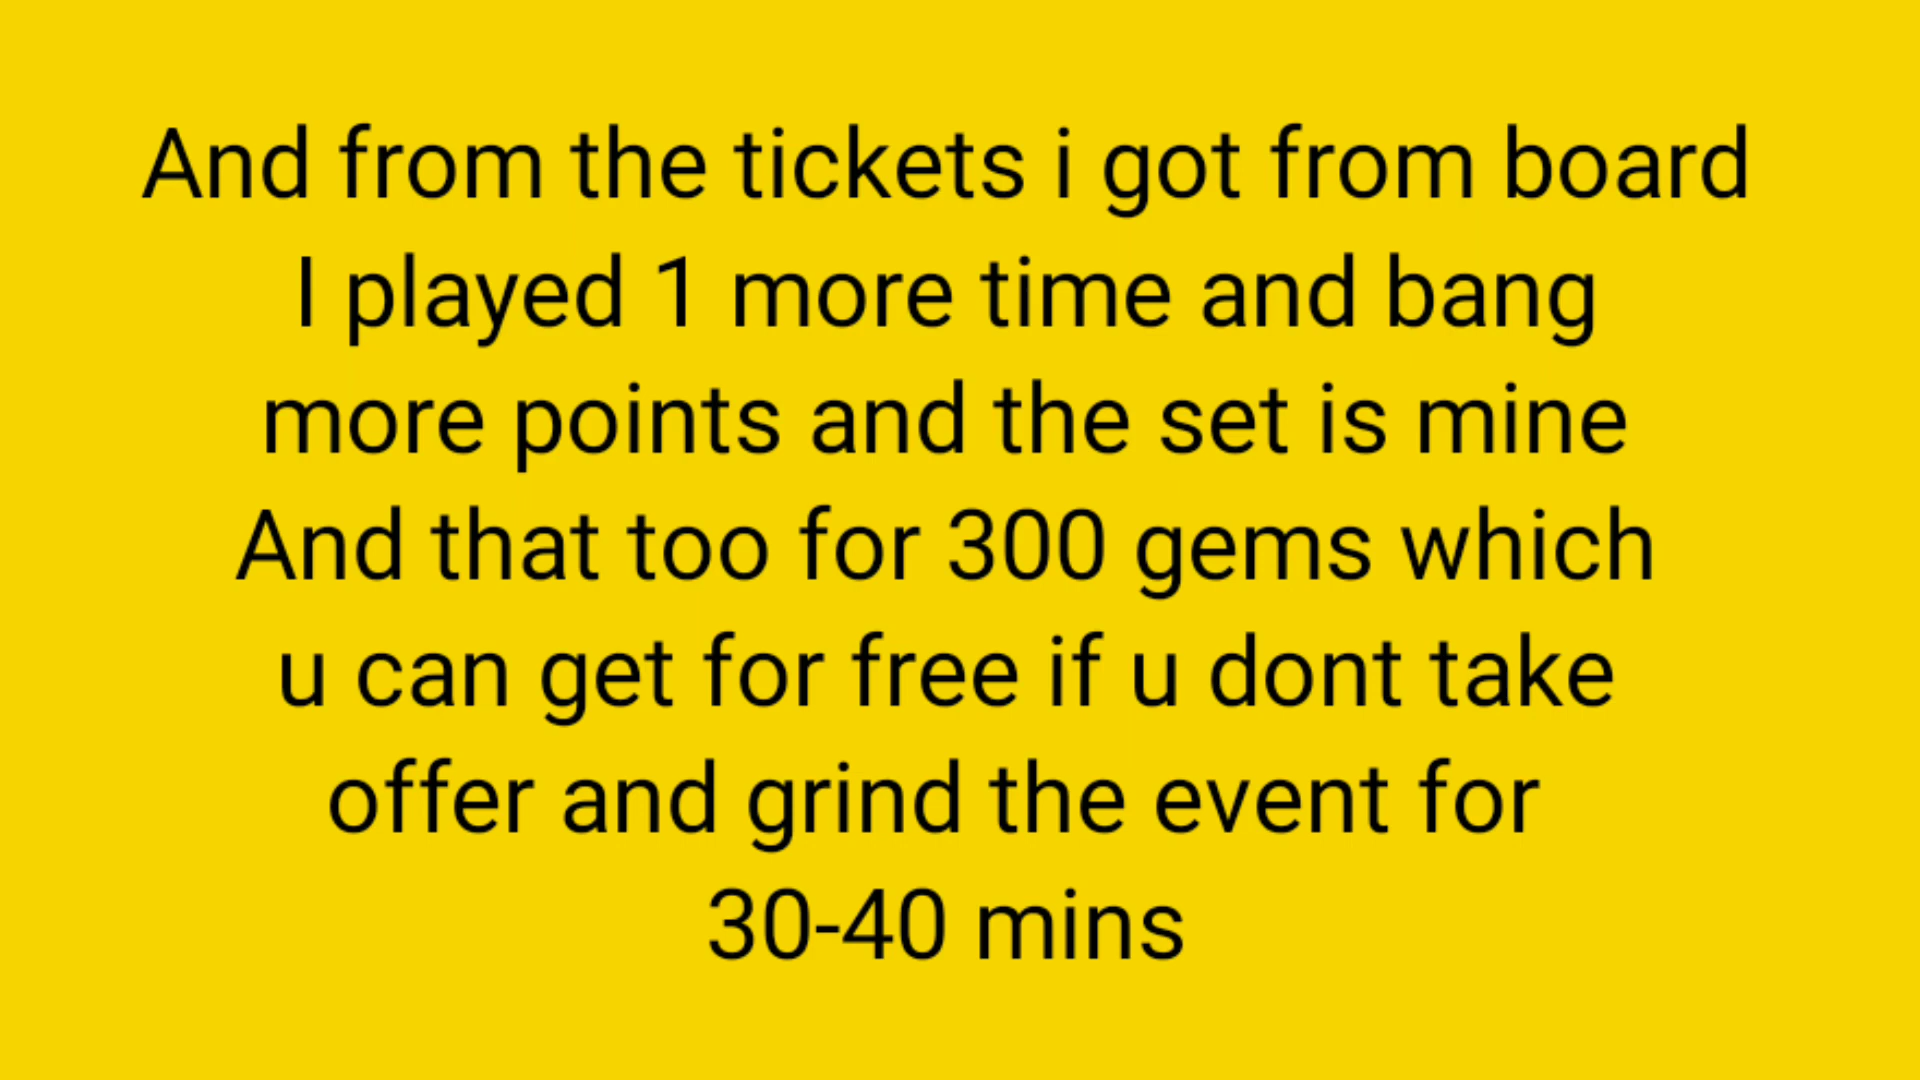 And from the tickets i got from board
I played 1 more time and bang
more points and the set is mine
And that too for 300 gems which
u can get for free if u dont take
offer and grind the event for
30-40 mins